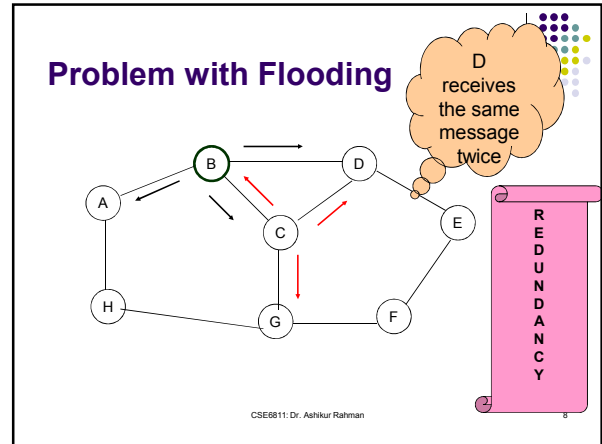 Problem with Flooding
D
receives
the same
message
twice
B
D
A
C
E
H
G
F
R
E
D
U
N
D
A
N
C
Y
CSE6811: Dr. Ashikur Rahman
8